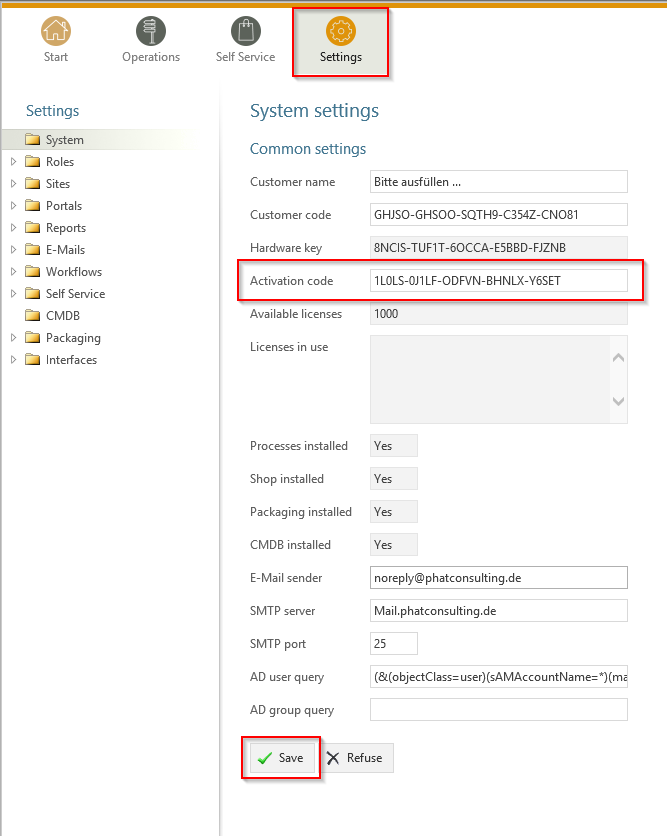 Start
Operations
Self Service
Settings
Settings
System
Roles
Sites
Portals
Reports
E-Mails
Workflows
Self Service
CMDB
Packaging
Interfaces
System settings
Common settings
Customer name Bitte ausfüllen ...
Customer code GHJSO-GHSOO-SQTH9-C354Z-CNO81
Hardware key 8NCIS-TUF1T-6OCCA-E5BBD-FJZNB
Activation code 1L0LS-0J1LF-ODFVN-BHNLX-Y6SET
Available licenses 1000
Licenses in use
Processes installed Yes
Shop installed Yes
Packaging installed Yes
CMDB installed Yes
E-Mail sender noreply@phatconsulting.de
SMTP server Mail.phatconsulting.de
SMTP port 25
AD user query (&(objectClass=user)(sAMAccountName=*)(ma
AD group query
Save Refuse